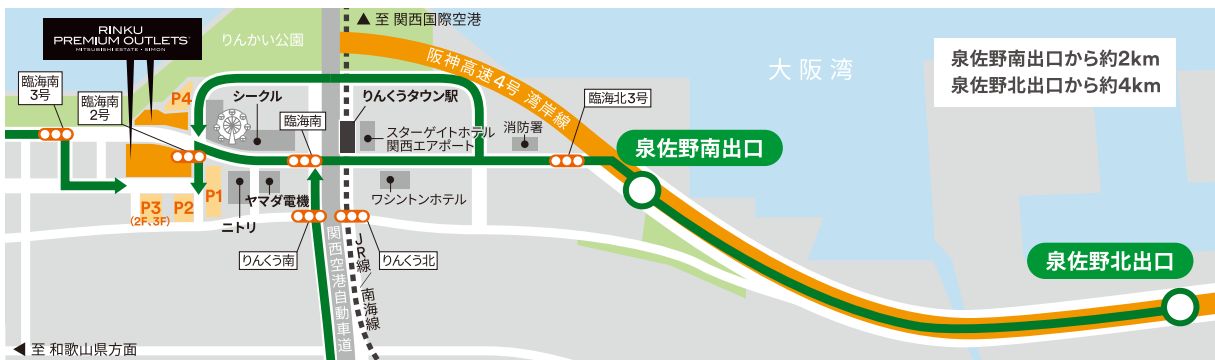 ▲ 至 関西国際空港
RINKU
PREMIUM OUTLETS®
MITSUBISHI ESTATE · SIMON
りんかい公園
阪神高速4号 湾岸線
大阪湾
泉佐野南出口から約2km
泉佐野北出口から約4km
臨海南
3号
臨海南
2号
P4
シークル
臨海南
りんくうタウン駅
スターゲイトホテル
関西エアポート
消防署
臨海北3号
泉佐野南出口
P3
(2F、3F)
P2
P1
ニトリ
ヤマダ電機
ワシントンホテル
りんくう南
りんくう北
関西空港自動車道
JR線
南海線
泉佐野北出口
◀ 至 和歌山県方面